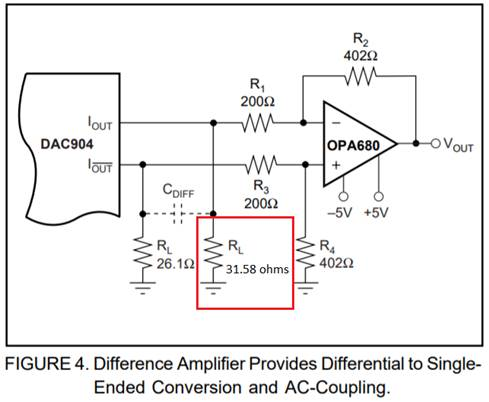 R2
402Ω
R1
200Ω
IOUT
DAC904
OPA680
VOUT
IOUT
CDIFF
R3
200Ω
–5V +5V
RL
26.1Ω
RL
31.58 ohms
R4
402Ω
–
+
FIGURE 4. Difference Amplifier Provides Differential to Single-
Ended Conversion and AC-Coupling.